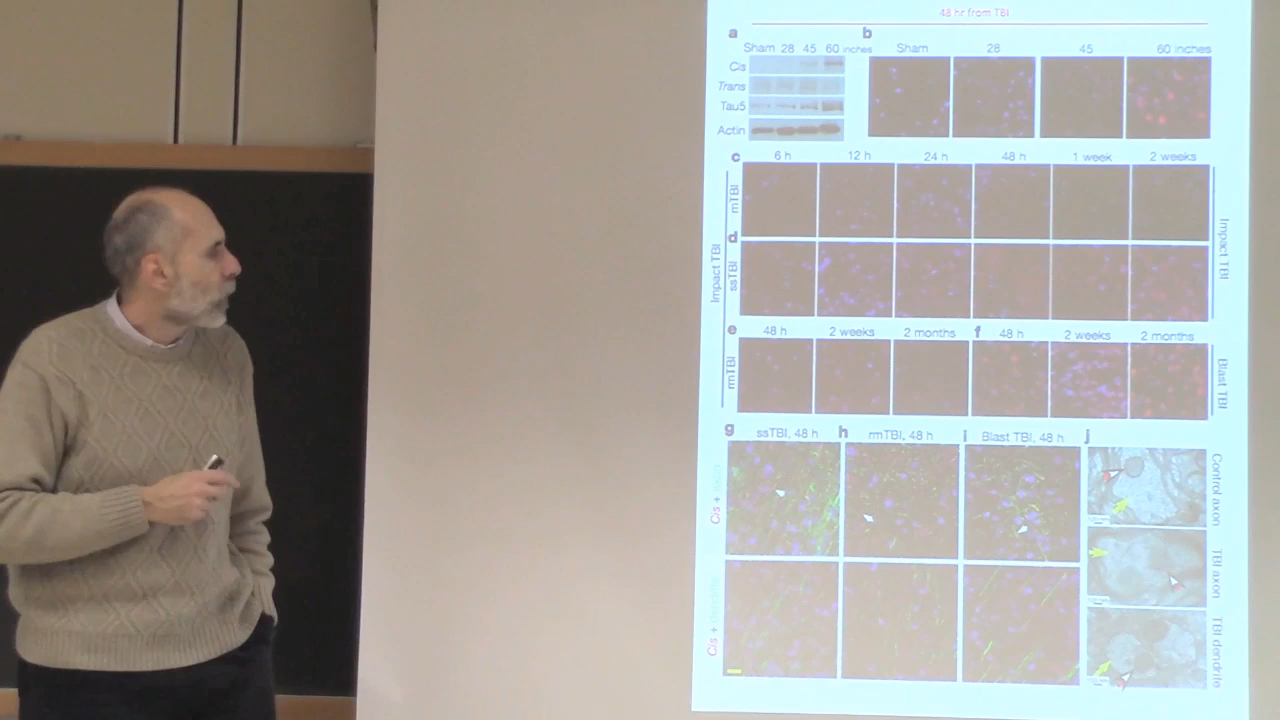 48 hr from TBI
a
b
Sham 28 45 60 inches
Sham 28 45 60 inches
Cis
Trans
Tau5
Actin
c
6 h 12 h 24 h 48 h 1 week 2 weeks
mTBI
d
ssTBI
Impact TBI
Impact TBI
e
48 h 2 weeks 2 months
f
48 h 2 weeks 2 months
rmTBI
Blast TBI
g
ssTBI, 48 h
h
rmTBI, 48 h
i
Blast TBI, 48 h
j
Cis + axon
Cis + dendrite
Control axon
TBI axon
TBI dendrite